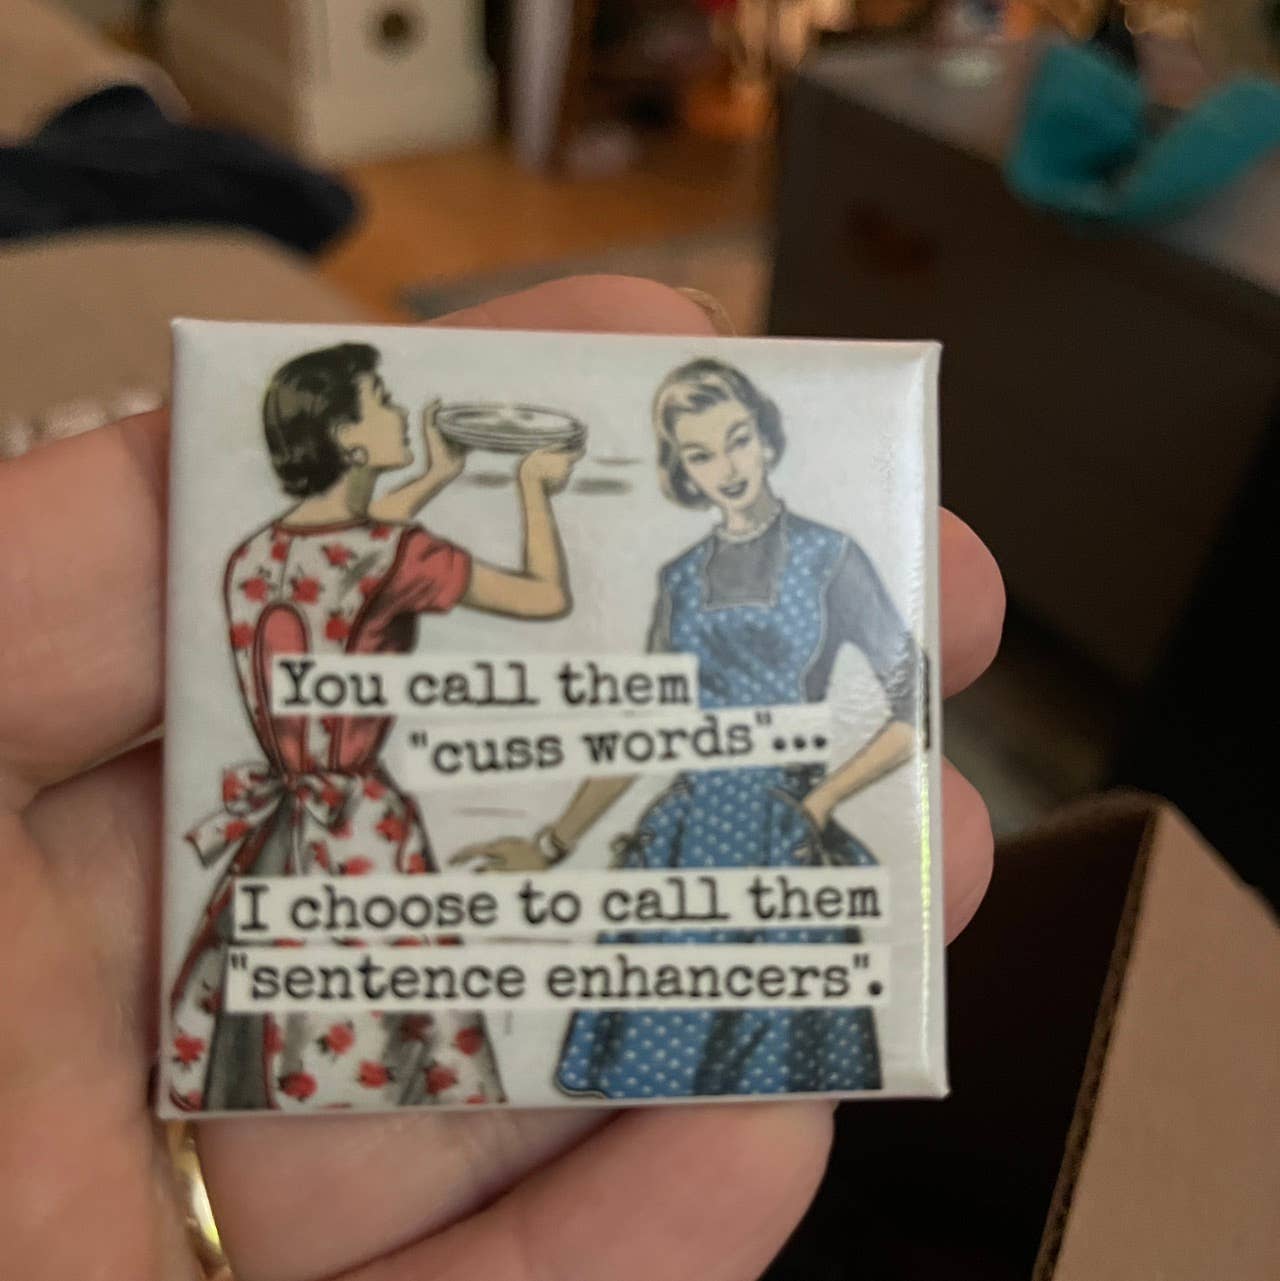 You call them
"cuss words"...
I choose to call them
"sentence enhancers".